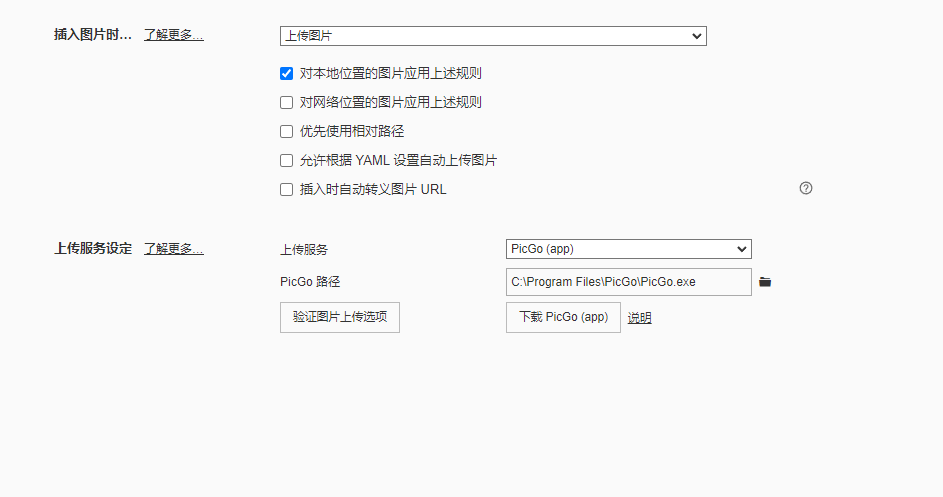 插入图片时... 了解更多... 上传图片
对本地位置的图片应用上述规则
对网络位置的图片应用上述规则
优先使用相对路径
允许根据 YAML 设置自动上传图片
插入时自动转义图片 URL
上传服务设定 了解更多... 上传服务 PicGo (app)
PicGo 路径 C:\Program Files\PicGo\PicGo.exe
验证图片上传选项 下载 PicGo (app) 说明